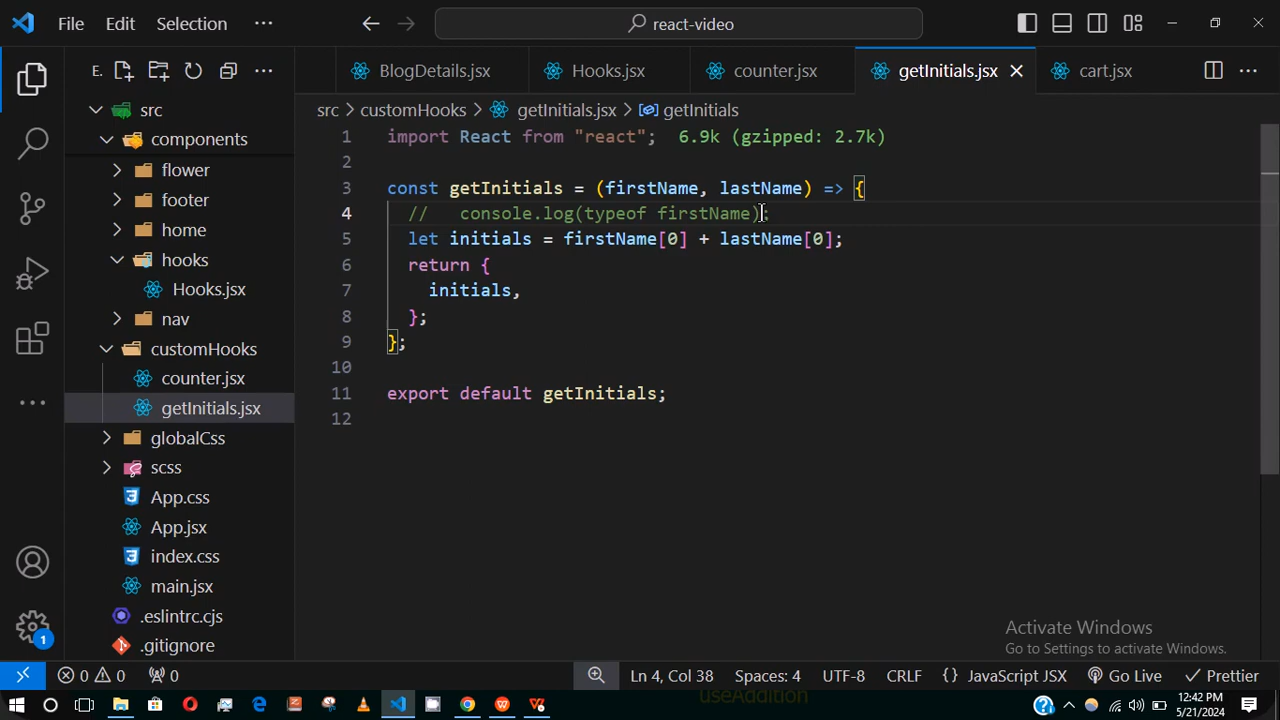 File Edit Selection ··· react-video
E. ···
BlogDetails.jsx Hooks.jsx counter.jsx getInitials.jsx cart.jsx ···
src > customHooks > getInitials.jsx > getInitials
src
components
flower
footer
home
hooks
Hooks.jsx
nav
customHooks
counter.jsx
getInitials.jsx
globalCss
scss
App.css
App.jsx
index.css
main.jsx
.eslintrc.cjs
.gitignore
1 import React from "react"; 6.9k (gzipped: 2.7k)
2
3 const getInitials = (firstName, lastName) => {
4 // console.log(typeof firstName);
5 let initials = firstName[0] + lastName[0];
6 return {
7 initials,
8 };
9 };
10
11 export default getInitials;
12
1
Activate Windows
Go to Settings to activate Windows.
0 0 0 Ln 4, Col 38 Spaces: 4 UTF-8 CRLF { } JavaScript JSX Go Live Prettier
useAddition
12:42 PM
5/21/2024